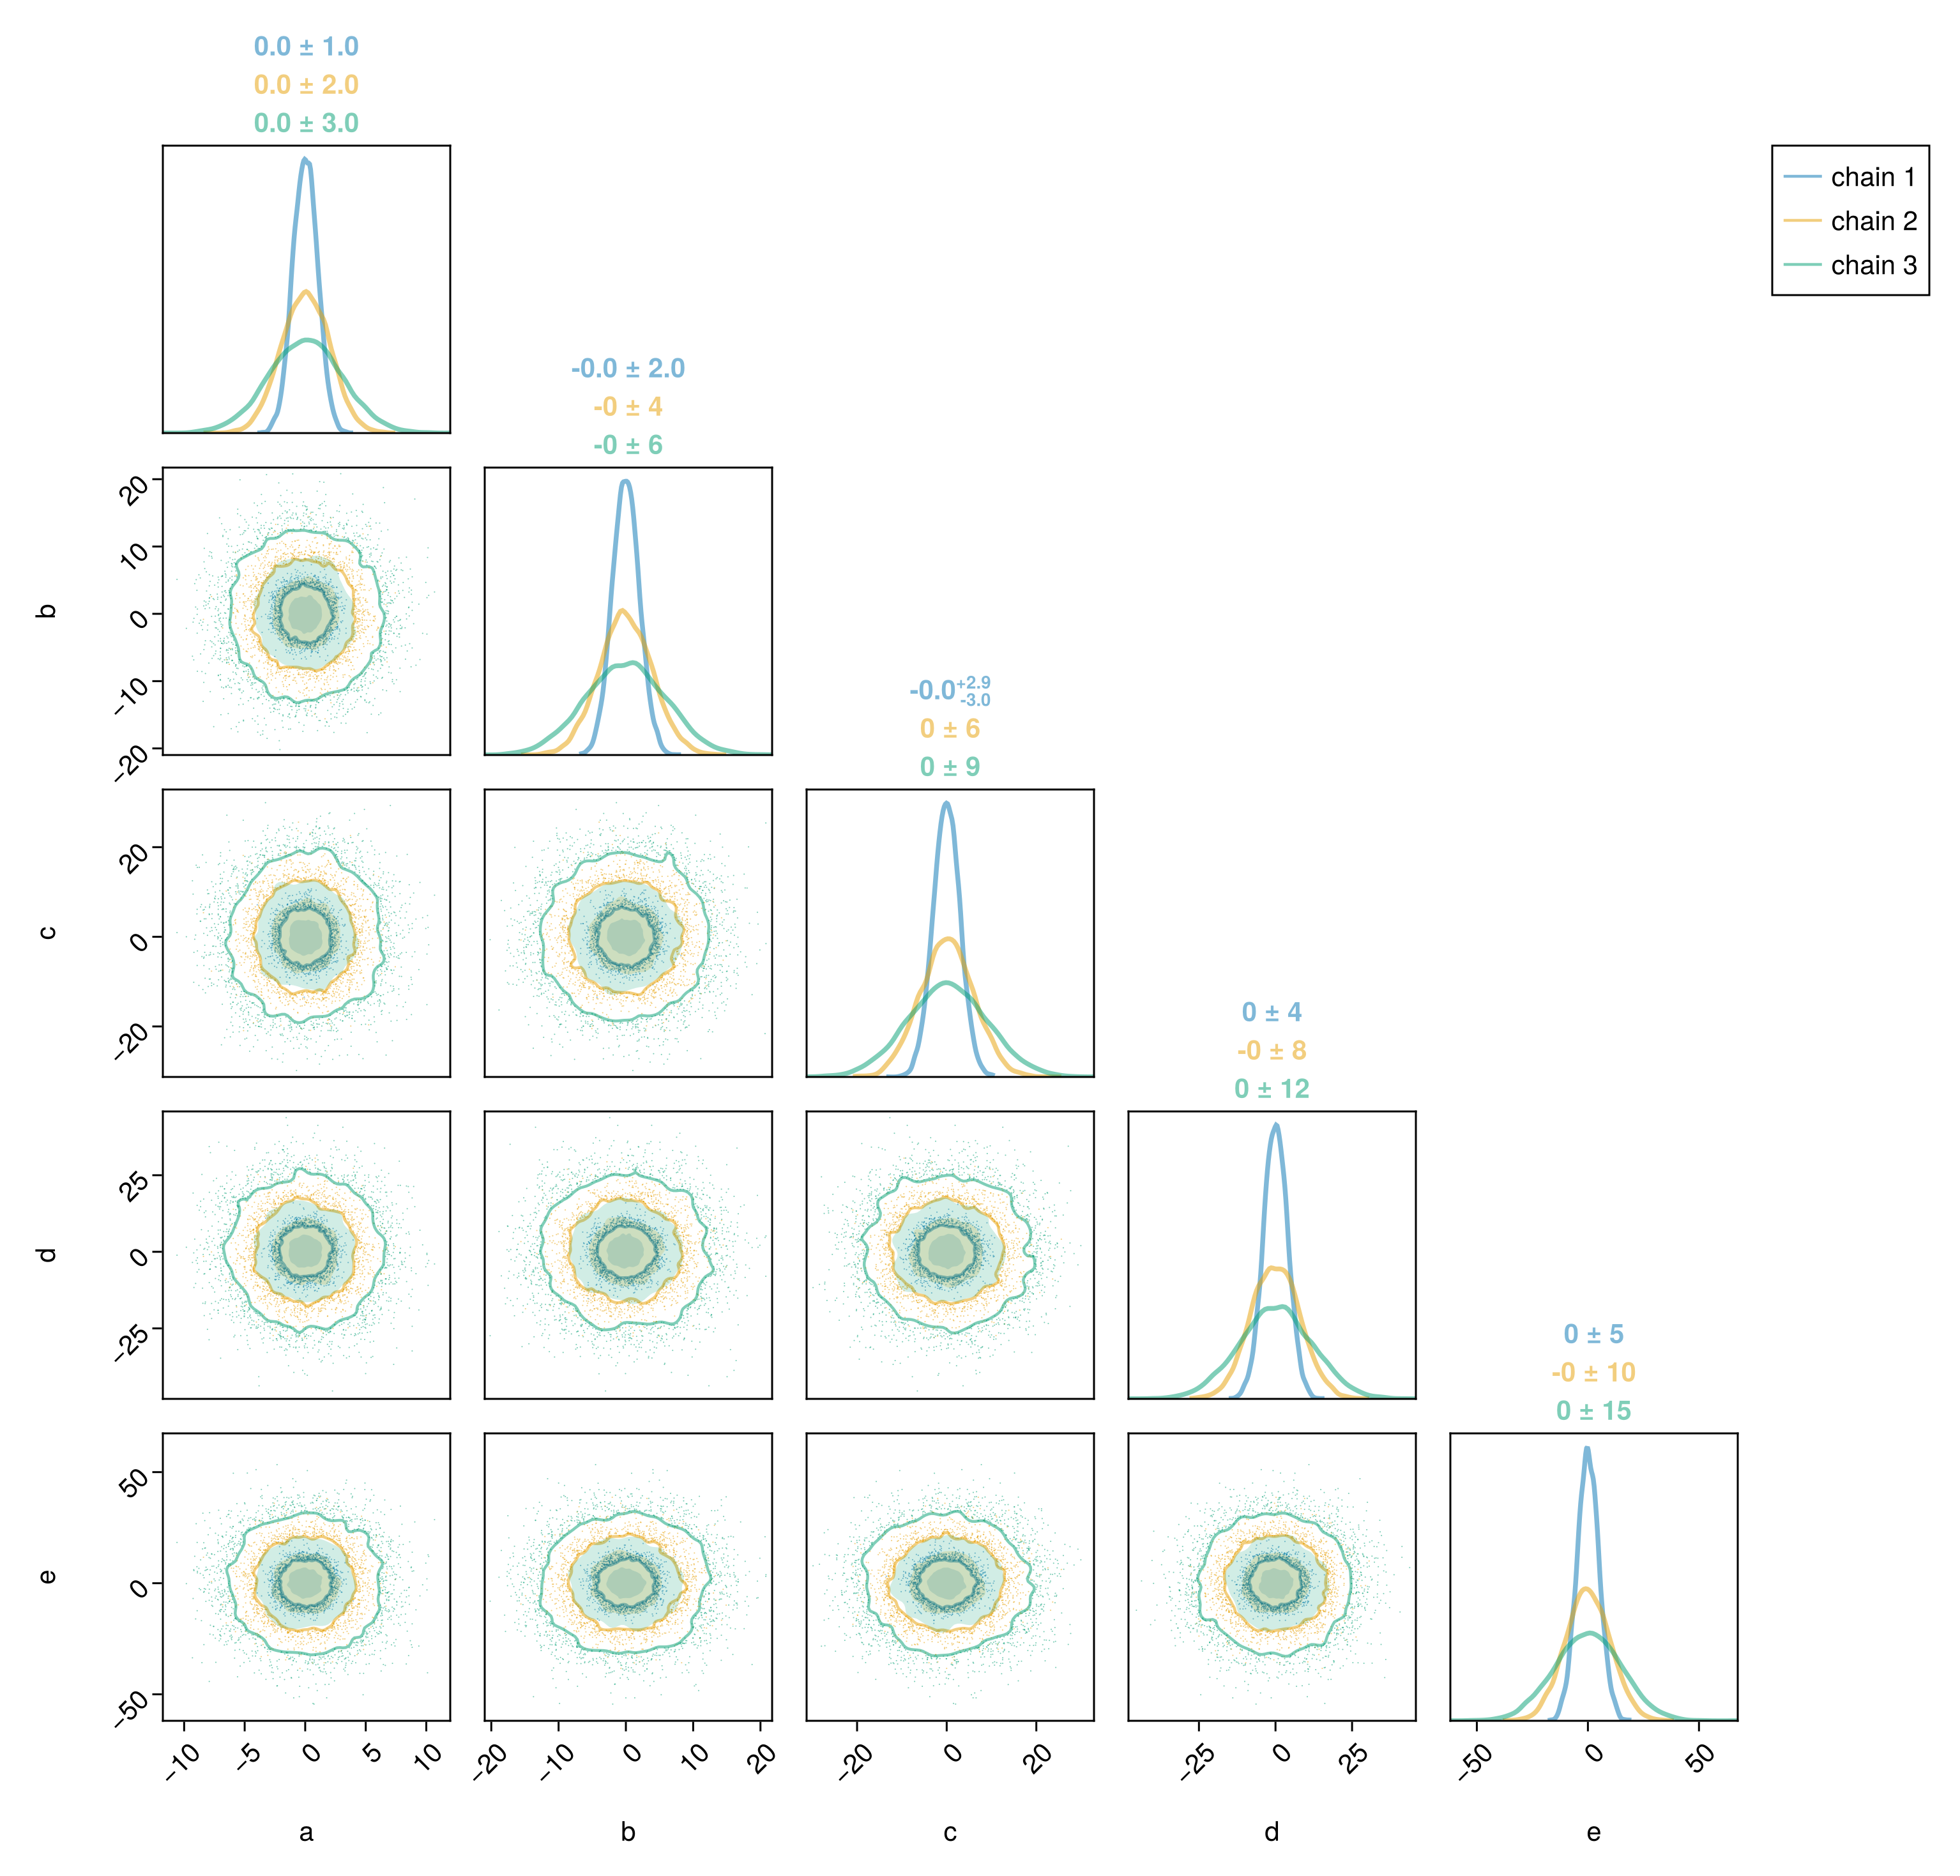 0.0 ± 1.0
0.0 ± 2.0
0.0 ± 3.0
chain 1
chain 2
chain 3
-0.0 ± 2.0
-0 ± 4
-0 ± 6
b
20
10
0
−10
−20
-0.0+2.9-3.0
0 ± 6
0 ± 9
c
20
0
−20
0 ± 4
-0 ± 8
0 ± 12
d
25
0
−25
0 ± 5
-0 ± 10
0 ± 15
e
50
0
−50
−10 −5 0 5 10
−20 −10 0 10 20
−20 0 20
−25 0 25
−50 0 50
a b c d e